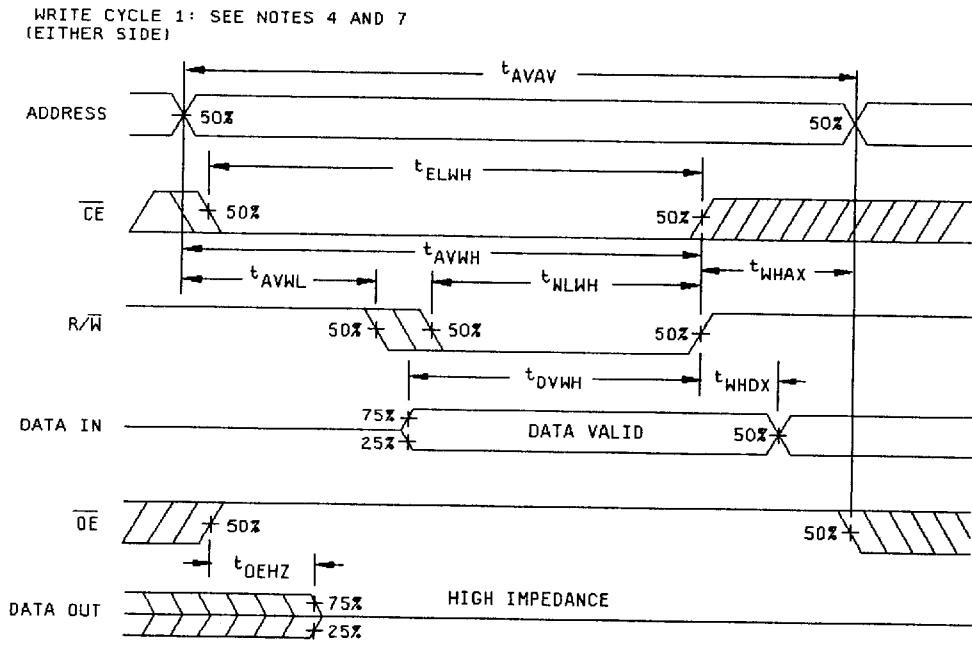 WRITE CYCLE 1: SEE NOTES 4 AND 7
(EITHER SIDE)
tAVAV
ADDRESS
50%
50%
tELWH
CE
50%
50%
tAVWH
tAVWL
tWLWH
tWHAX
R/W
50%
50%
50%
tDVWH
tWHDX
DATA IN
75%
25%
DATA VALID
50%
OE
50%
50%
tOEHZ
DATA OUT
75%
25%
HIGH IMPEDANCE